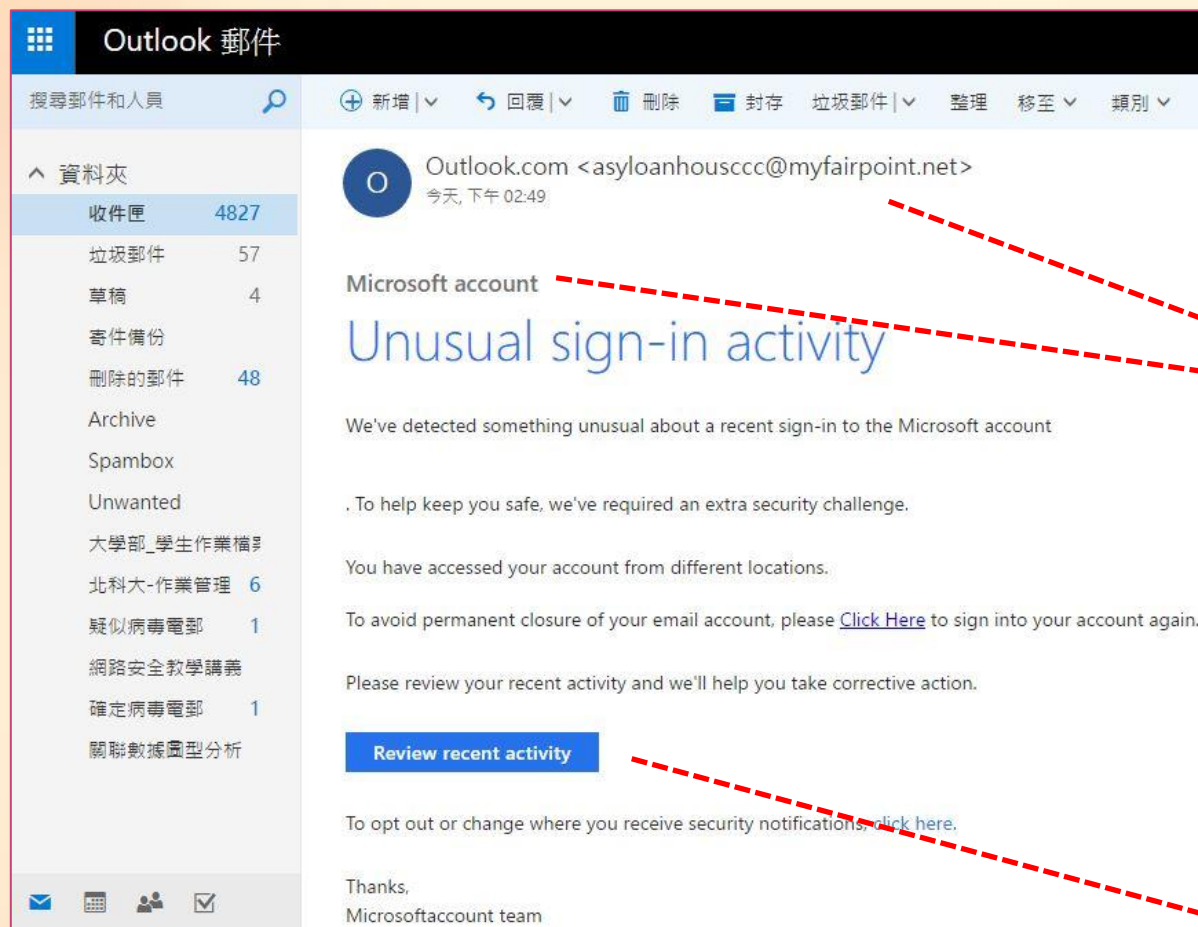 Outlook 郵件
搜尋郵件和人員
新增 回覆 刪除 封存 垃圾郵件 整理 移至 類別
資料夾
收件匣 4827
垃圾郵件 57
草稿 4
寄件備份
刪除的郵件 48
Archive
Spambox
Unwanted
大學部_學生作業檔
北科大-作業管理 6
疑似病毒電郵 1
網路安全教學講義
確定病毒電郵 1
關聯數據圖型分析
O
Outlook.com <asyloanhousccc@myfairpoint.net>
今天, 下午 02:49
Microsoft account
Unusual sign-in activity
We've detected something unusual about a recent sign-in to the Microsoft account
. To help keep you safe, we've required an extra security challenge.
You have accessed your account from different locations.
To avoid permanent closure of your email account, please Click Here to sign into your account again.
Please review your recent activity and we'll help you take corrective action.
Review recent activity
To opt out or change where you receive security notifications, click here.
Thanks,
Microsoftaccount team